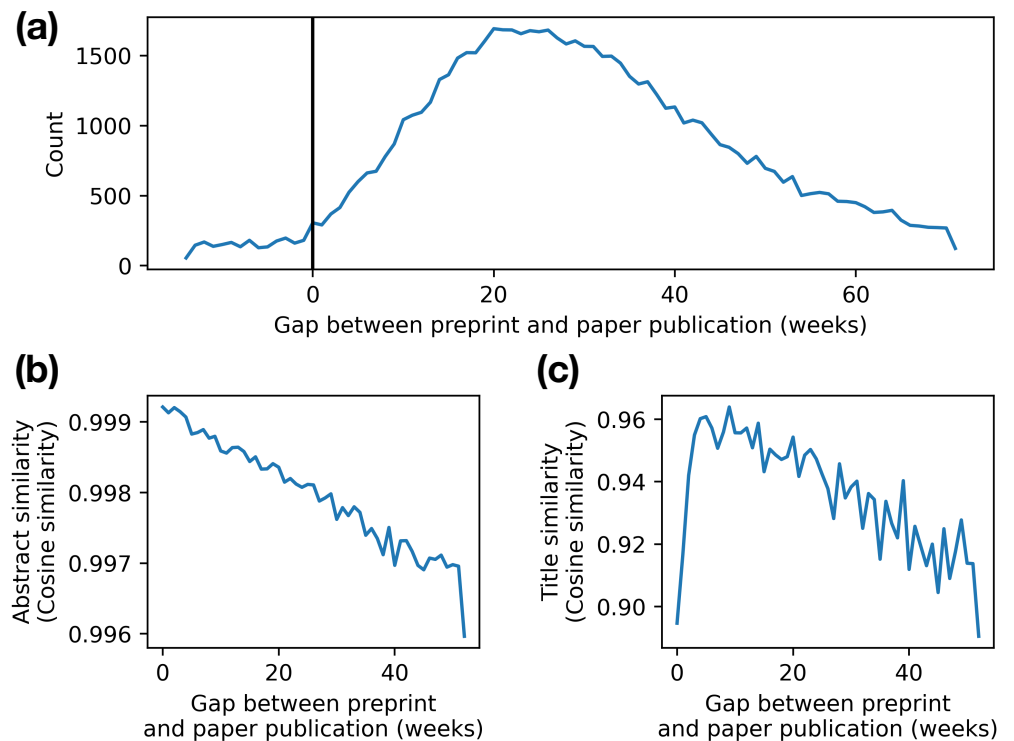 (a)
Count
1500
1000
500
0
0 20 40 60
Gap between preprint and paper publication (weeks)
(b)
Abstract similarity
(Cosine similarity)
0.999
0.998
0.997
0.996
0 20 40
Gap between preprint
and paper publication (weeks)
(c)
Title similarity
(Cosine similarity)
0.96
0.94
0.92
0.90
0 20 40
Gap between preprint
and paper publication (weeks)